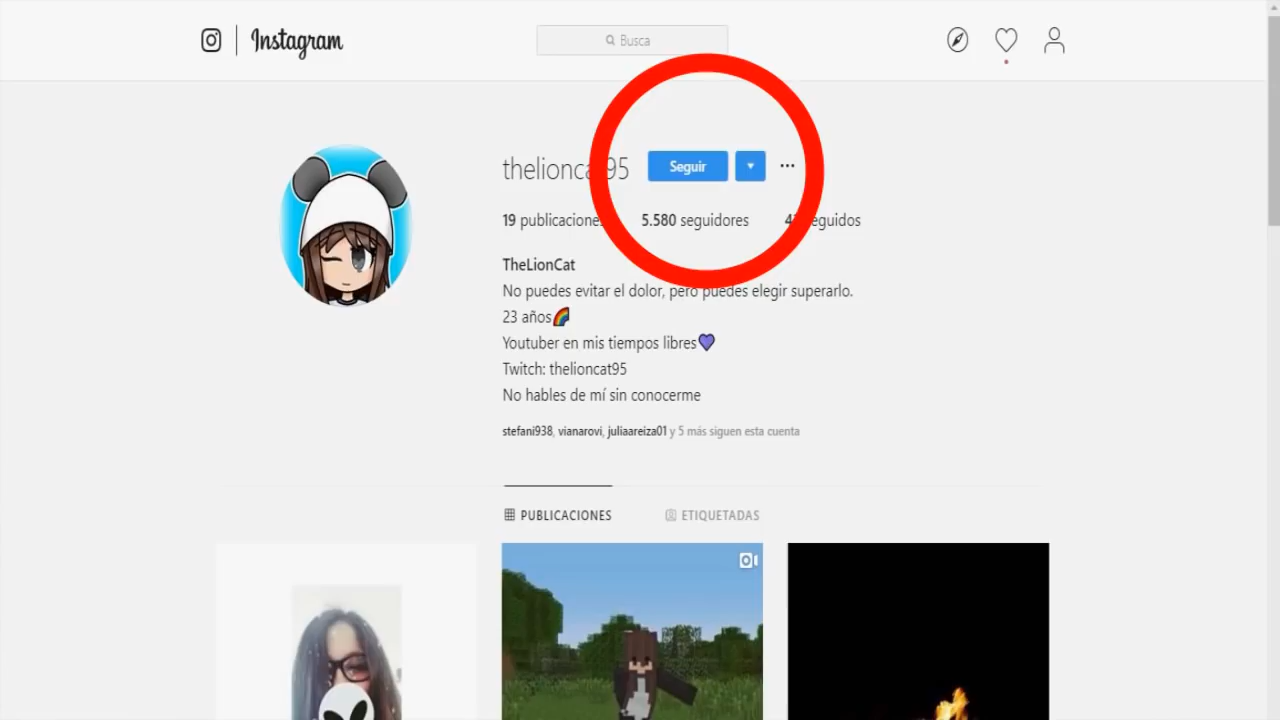 Instagram
Busca
thelioncat95 Seguir
19 publicaciones 5.580 seguidores seguidos
TheLionCat
No puedes evitar el dolor, pero puedes elegir superarlo.
23 años🌈
Youtuber en mis tiempos libres💜
Twitch: thelioncat95
No hables de mí sin conocerme
stefani938, vianarovi, juliaareiza01 y 5 más siguen esta cuenta
PUBLICACIONES ETIQUETADAS